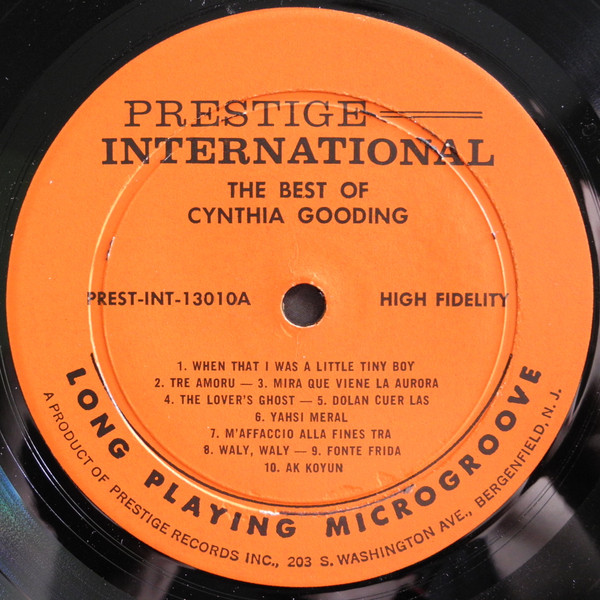 PRESTIGE
INTERNATIONAL
THE BEST OF
CYNTHIA GOODING
PREST-INT-13010A
HIGH FIDELITY
1. WHEN THAT I WAS A LITTLE TINY BOY
2. TRE AMORU — 3. MIRA QUE VIENE LA AURORA
4. THE LOVER'S GHOST — 5. DOLAN CUER LAS
6. YAHSI MERAL
7. M'AFFACCIO ALLA FINES TRA
8. WALY, WALY — 9. FONTE FRIDA
10. AK KOYUN
LONG PLAYING MICROGROOVE
A PRODUCT OF PRESTIGE RECORDS INC., 203 S. WASHINGTON AVE., BERGENFIELD, N. J.